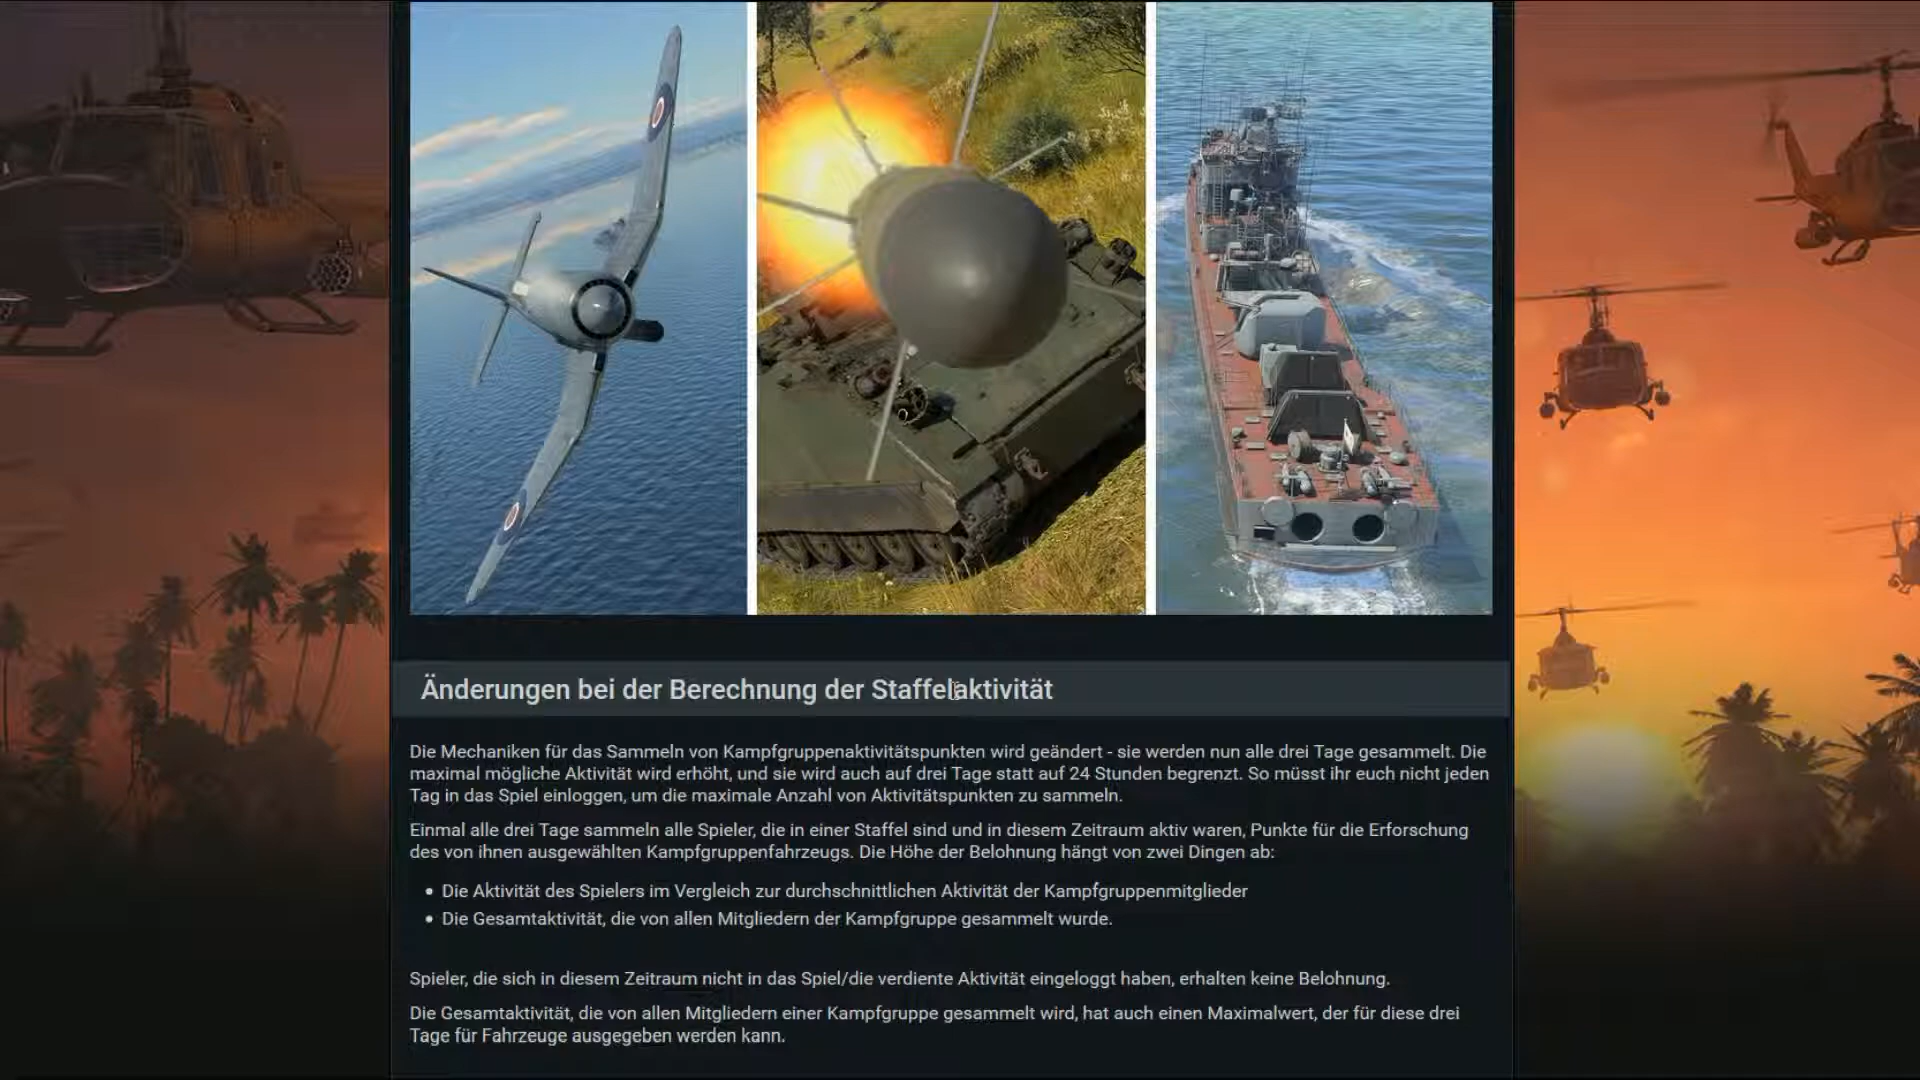 Änderungen bei der Berechnung der Staffelaktivität
Die Mechaniken für das Sammeln von Kampfgruppenaktivitätspunkten wird geändert - sie werden nun alle drei Tage gesammelt. Die
maximal mögliche Aktivität wird erhöht, und sie wird auch auf drei Tage statt auf 24 Stunden begrenzt. So müsst ihr euch nicht jeden
Tag in das Spiel einloggen, um die maximale Anzahl von Aktivitätspunkten zu sammeln.
Einmal alle drei Tage sammeln alle Spieler, die in einer Staffel sind und in diesem Zeitraum aktiv waren, Punkte für die Erforschung
des von ihnen ausgewählten Kampfgruppenfahrzeugs. Die Höhe der Belohnung hängt von zwei Dingen ab:
• Die Aktivität des Spielers im Vergleich zur durchschnittlichen Aktivität der Kampfgruppenmitglieder
• Die Gesamtaktivität, die von allen Mitgliedern der Kampfgruppe gesammelt wurde.
Spieler, die sich in diesem Zeitraum nicht in das Spiel/die verdiente Aktivität eingeloggt haben, erhalten keine Belohnung.
Die Gesamtaktivität, die von allen Mitgliedern einer Kampfgruppe gesammelt wird, hat auch einen Maximalwert, der für diese drei
Tage für Fahrzeuge ausgegeben werden kann.